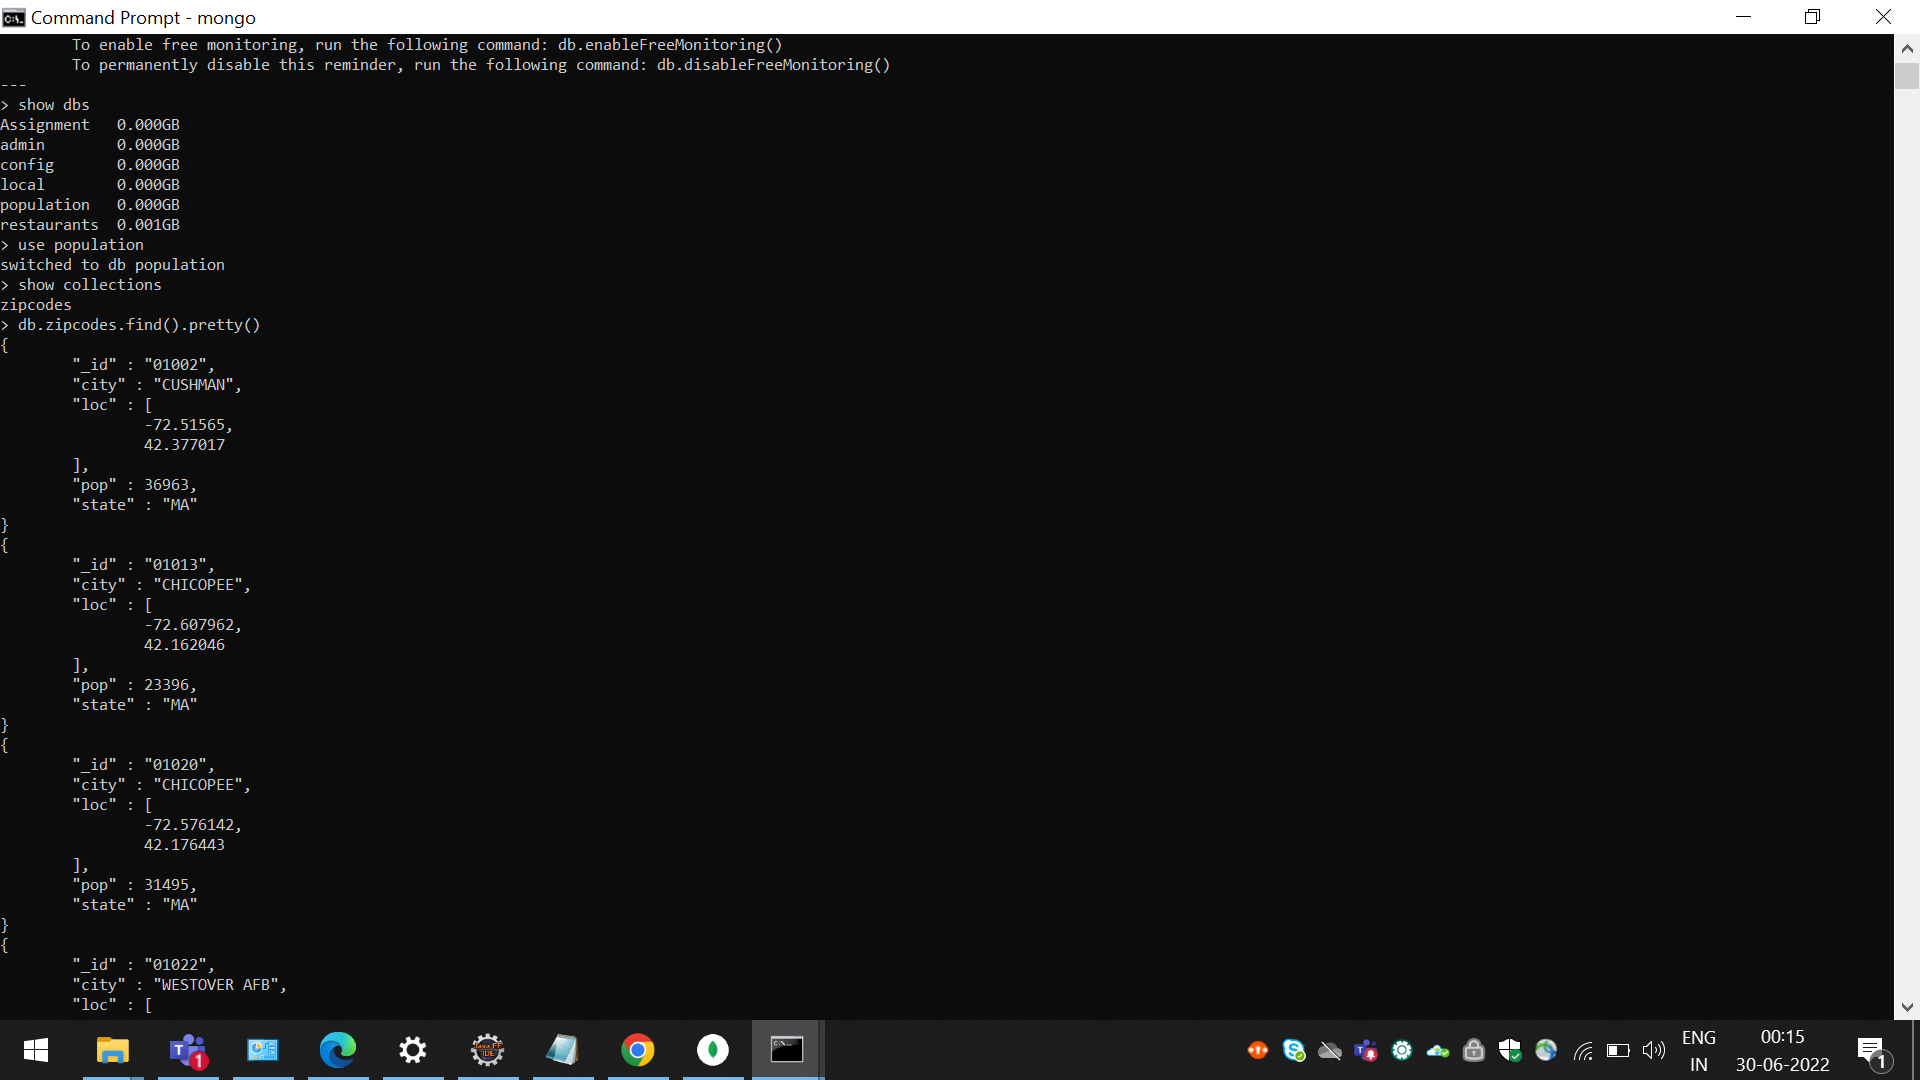 Command Prompt - mongo
To enable free monitoring, run the following command: db.enableFreeMonitoring()
To permanently disable this reminder, run the following command: db.disableFreeMonitoring()
---
> show dbs
Assignment   0.000GB
admin        0.000GB
config       0.000GB
local        0.000GB
population   0.000GB
restaurants  0.001GB
> use population
switched to db population
> show collections
zipcodes
> db.zipcodes.find().pretty()
{
"_id" : "01002",
"city" : "CUSHMAN",
"loc" : [
-72.51565,
42.377017
],
"pop" : 36963,
"state" : "MA"
}
{
"_id" : "01013",
"city" : "CHICOPEE",
"loc" : [
-72.607962,
42.162046
],
"pop" : 23396,
"state" : "MA"
}
{
"_id" : "01020",
"city" : "CHICOPEE",
"loc" : [
-72.576142,
42.176443
],
"pop" : 31495,
"state" : "MA"
}
{
"_id" : "01022",
"city" : "WESTOVER AFB",
"loc" : [
ENG
IN
00:15
30-06-2022
1